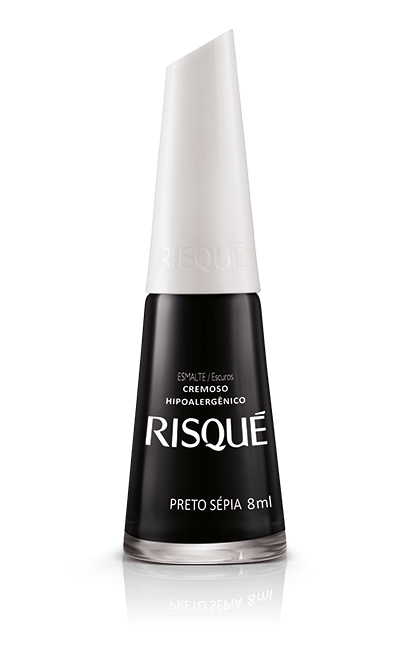 RISQUÉ
ESMALTE / Escuros
CREMOSO
HIPOALERGÊNICO
RISQUÉ
PRETO SÉPIA 8ml